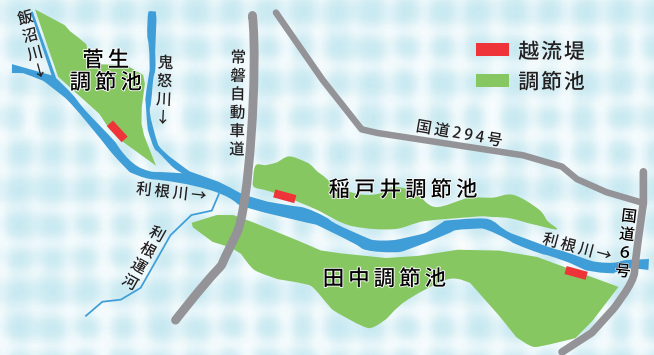 飯沼川→
菅生
調節池
鬼怒川→
常磐自動車道
越流堤
調節池
国道294号
利根川→
稲戸井調節池
利根運河
国道6号
利根川→
田中調節池